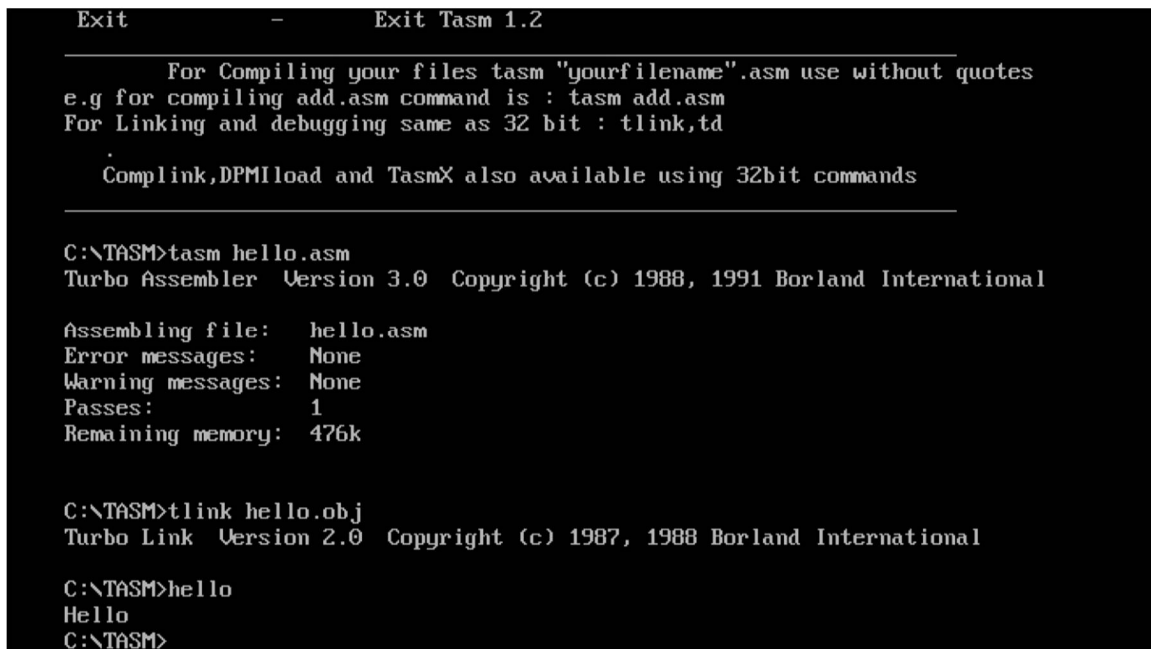 Exit - Exit Tasm 1.2
For Compiling your files tasm "yourfilename".asm use without quotes
e.g for compiling add.asm command is : tasm add.asm
For Linking and debugging same as 32 bit : tlink,td
.
Complink,DPMIload and TasmX also available using 32bit commands
C:\TASM>tasm hello.asm
Turbo Assembler Version 3.0 Copyright (c) 1988, 1991 Borland International
Assembling file: hello.asm
Error messages: None
Warning messages: None
Passes: 1
Remaining memory: 476k
C:\TASM>tlink hello.obj
Turbo Link Version 2.0 Copyright (c) 1987, 1988 Borland International
C:\TASM>hello
Hello
C:\TASM>